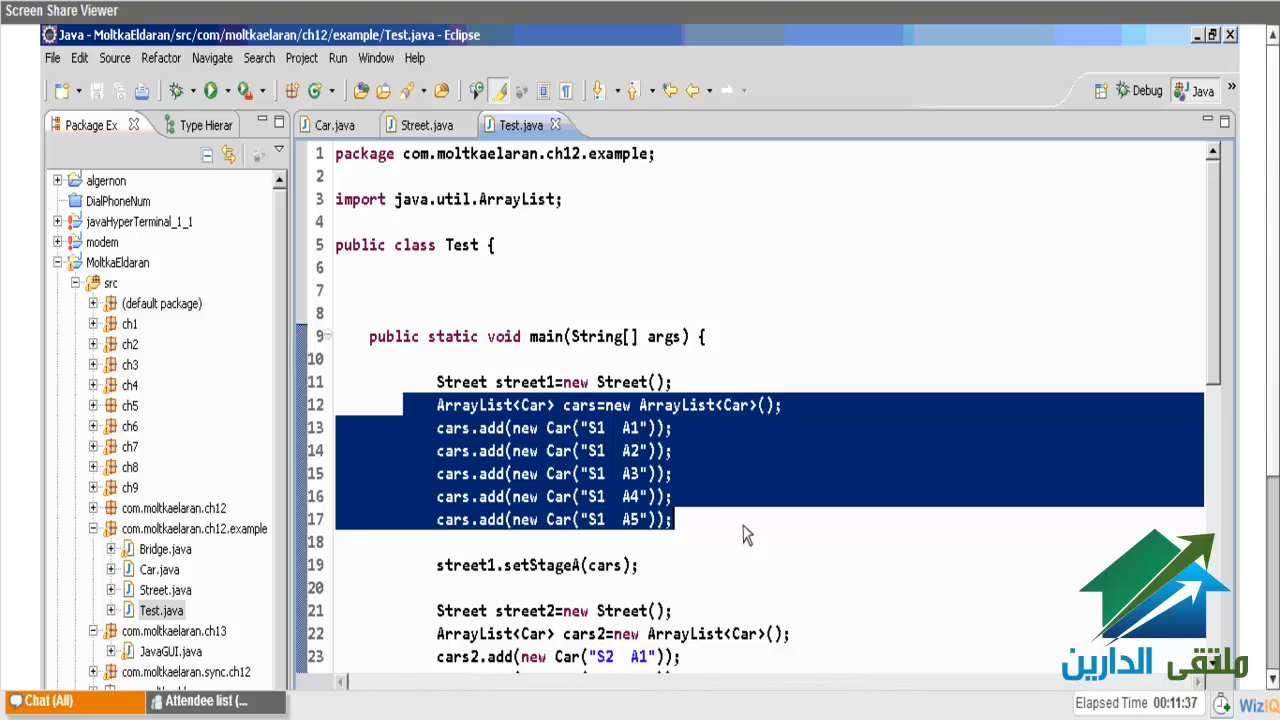 Screen Share Viewer
Java - MoltkaEldaran/src/com/moltkaelaran/ch12/example/Test.java - Eclipse
File Edit Source Refactor Navigate Search Project Run Window Help
Debug Java »
Package Ex Type Hierar Car.java Street.java Test.java
algernon
DialPhoneNum
javaHyperTerminal_1_1
modem
MoltkaEldaran
src
(default package)
ch1
ch2
ch3
ch4
ch5
ch6
ch7
ch8
ch9
com.moltkaelaran.ch12
com.moltkaelaran.ch12.example
Bridge.java
Car.java
Street.java
Test.java
com.moltkaelaran.ch13
JavaGUI.java
com.moltkaelaran.sync.ch12
1 package com.moltkaelaran.ch12.example;
2
3 import java.util.ArrayList;
4
5 public class Test {
6
7
8
9 public static void main(String[] args) {
10
11 Street street1=new Street();
12 ArrayList<Car> cars=new ArrayList<Car>();
13 cars.add(new Car("S1 A1"));
14 cars.add(new Car("S1 A2"));
15 cars.add(new Car("S1 A3"));
16 cars.add(new Car("S1 A4"));
17 cars.add(new Car("S1 A5"));
18
19 street1.setStageA(cars);
20
21 Street street2=new Street();
22 ArrayList<Car> cars2=new ArrayList<Car>();
23 cars2.add(new Car("S2 A1"));
ملتقى الدارين
Chat (All) Attendee list (...
Elapsed Time 00:11:37 WizIQ